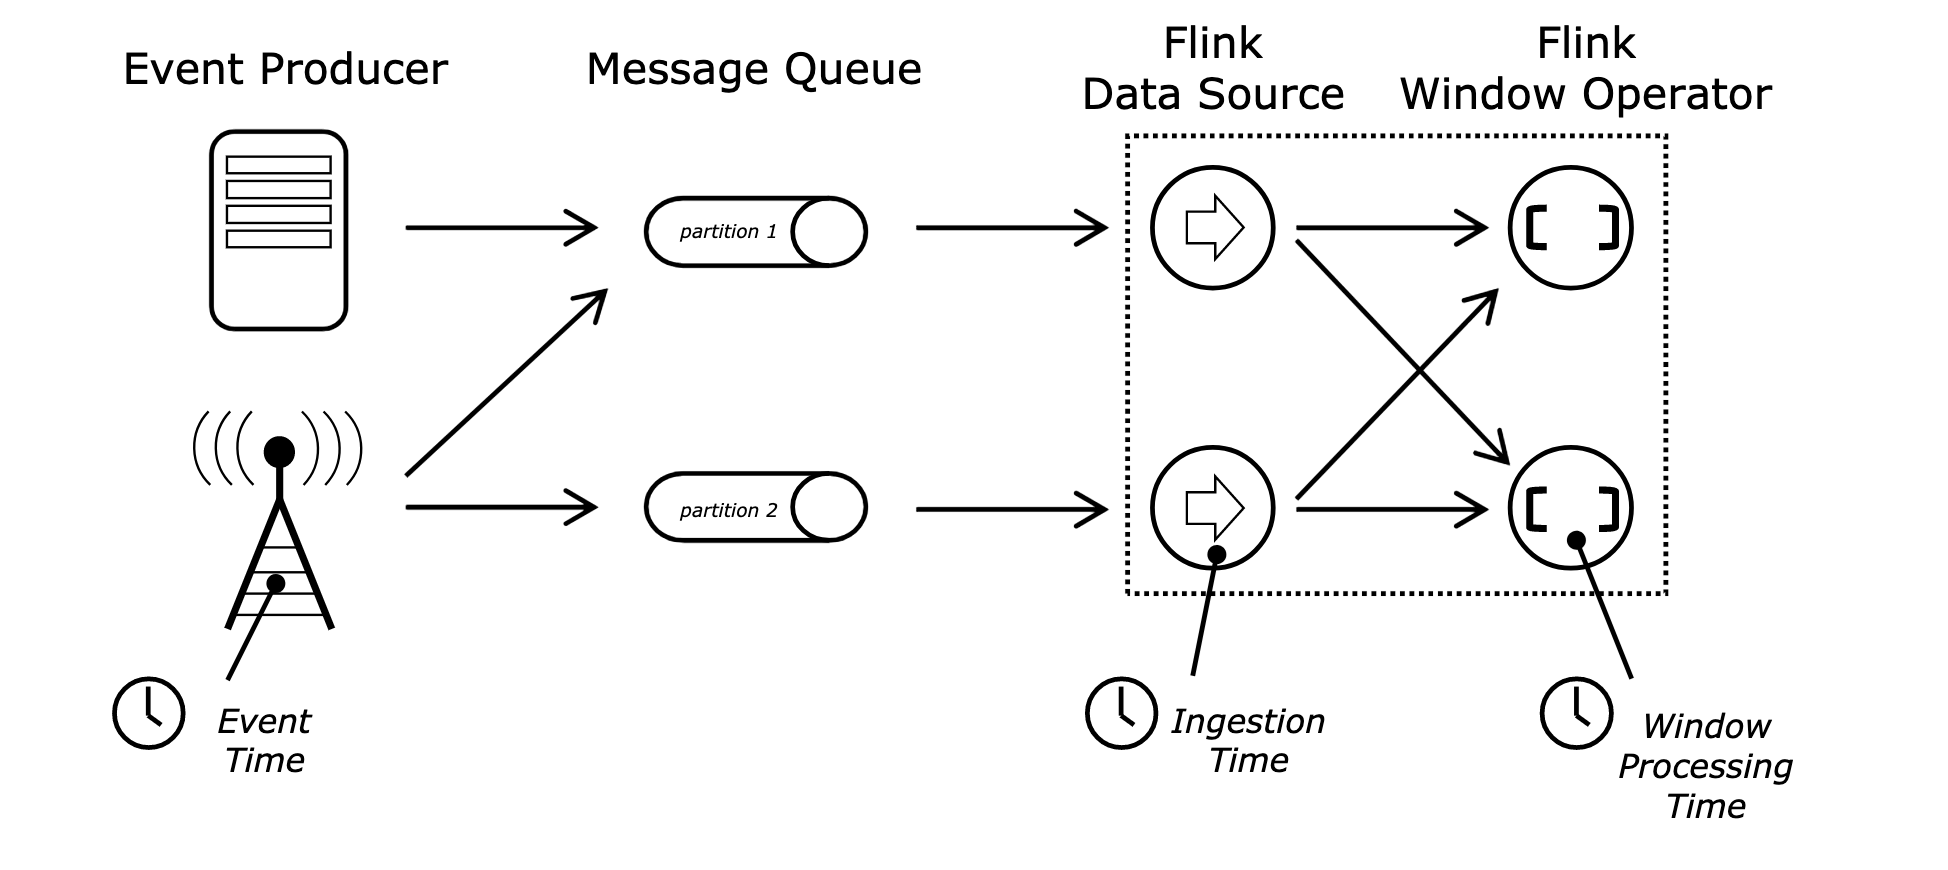 Event Producer
Message Queue
Flink
Data Source
Flink
Window Operator
partition 1
partition 2
Event
Time
Ingestion
Time
Window
Processing
Time